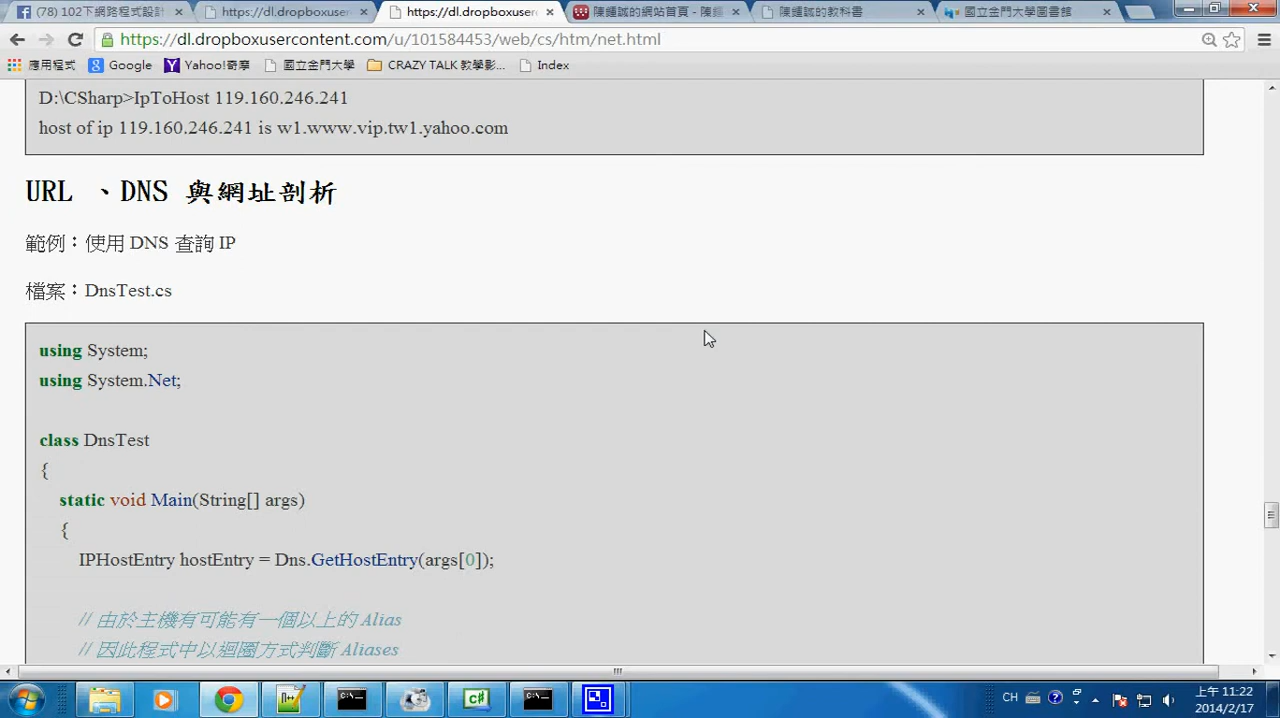 (78) 102下網路程式設計
https://dl.dropboxuser
https://dl.dropboxuser
陳鍾誠的網站首頁 - 陳鍾
陳鍾誠的教科書
國立金門大學圖書館
https://dl.dropboxusercontent.com/u/101584453/web/cs/htm/net.html
應用程式 Google Yahoo!奇摩 國立金門大學 CRAZY TALK 教學影... Index
D:\CSharp>IpToHost 119.160.246.241
host of ip 119.160.246.241 is w1.www.vip.tw1.yahoo.com
URL 、DNS 與網址剖析
範例：使用 DNS 查詢 IP
檔案：DnsTest.cs
using System;
using System.Net;
class DnsTest
{
static void Main(String[] args)
{
IPHostEntry hostEntry = Dns.GetHostEntry(args[0]);
// 由於主機有可能有一個以上的 Alias
// 因此程式中以迴圈方式判斷 Aliases
CH
上午 11:22
2014/2/17